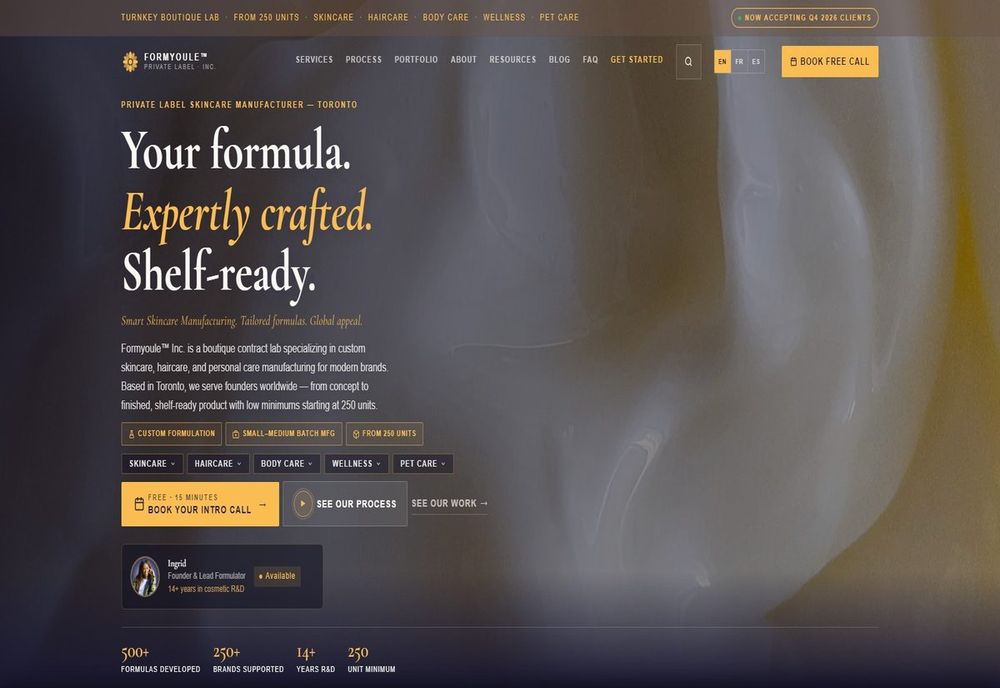 TURNKEY BOUTIQUE LAB · FROM 250 UNITS · SKINCARE · HAIRCARE · BODY CARE · WELLNESS · PET CARE
NOW ACCEPTING Q4 2026 CLIENTS
FORMYOULE™
PRIVATE LABEL · INC.
SERVICES PROCESS PORTFOLIO ABOUT RESOURCES BLOG FAQ GET STARTED
EN FR ES
BOOK FREE CALL
PRIVATE LABEL SKINCARE MANUFACTURER — TORONTO
Your formula.
Expertly crafted.
Shelf-ready.
Smart Skincare Manufacturing. Tailored formulas. Global appeal.
Formyoule™ Inc. is a boutique contract lab specializing in custom
skincare, haircare, and personal care manufacturing for modern brands.
Based in Toronto, we serve founders worldwide — from concept to
finished, shelf-ready product with low minimums starting at 250 units.
CUSTOM FORMULATION SMALL–MEDIUM BATCH MFG FROM 250 UNITS
SKINCARE HAIRCARE BODY CARE WELLNESS PET CARE
FREE · 15 MINUTES
BOOK YOUR INTRO CALL →
SEE OUR PROCESS
SEE OUR WORK →
Ingrid
Founder & Lead Formulator
14+ years in cosmetic R&D
Available
500+ 250+ 14+ 250
FORMULAS DEVELOPED BRANDS SUPPORTED YEARS R&D UNIT MINIMUM